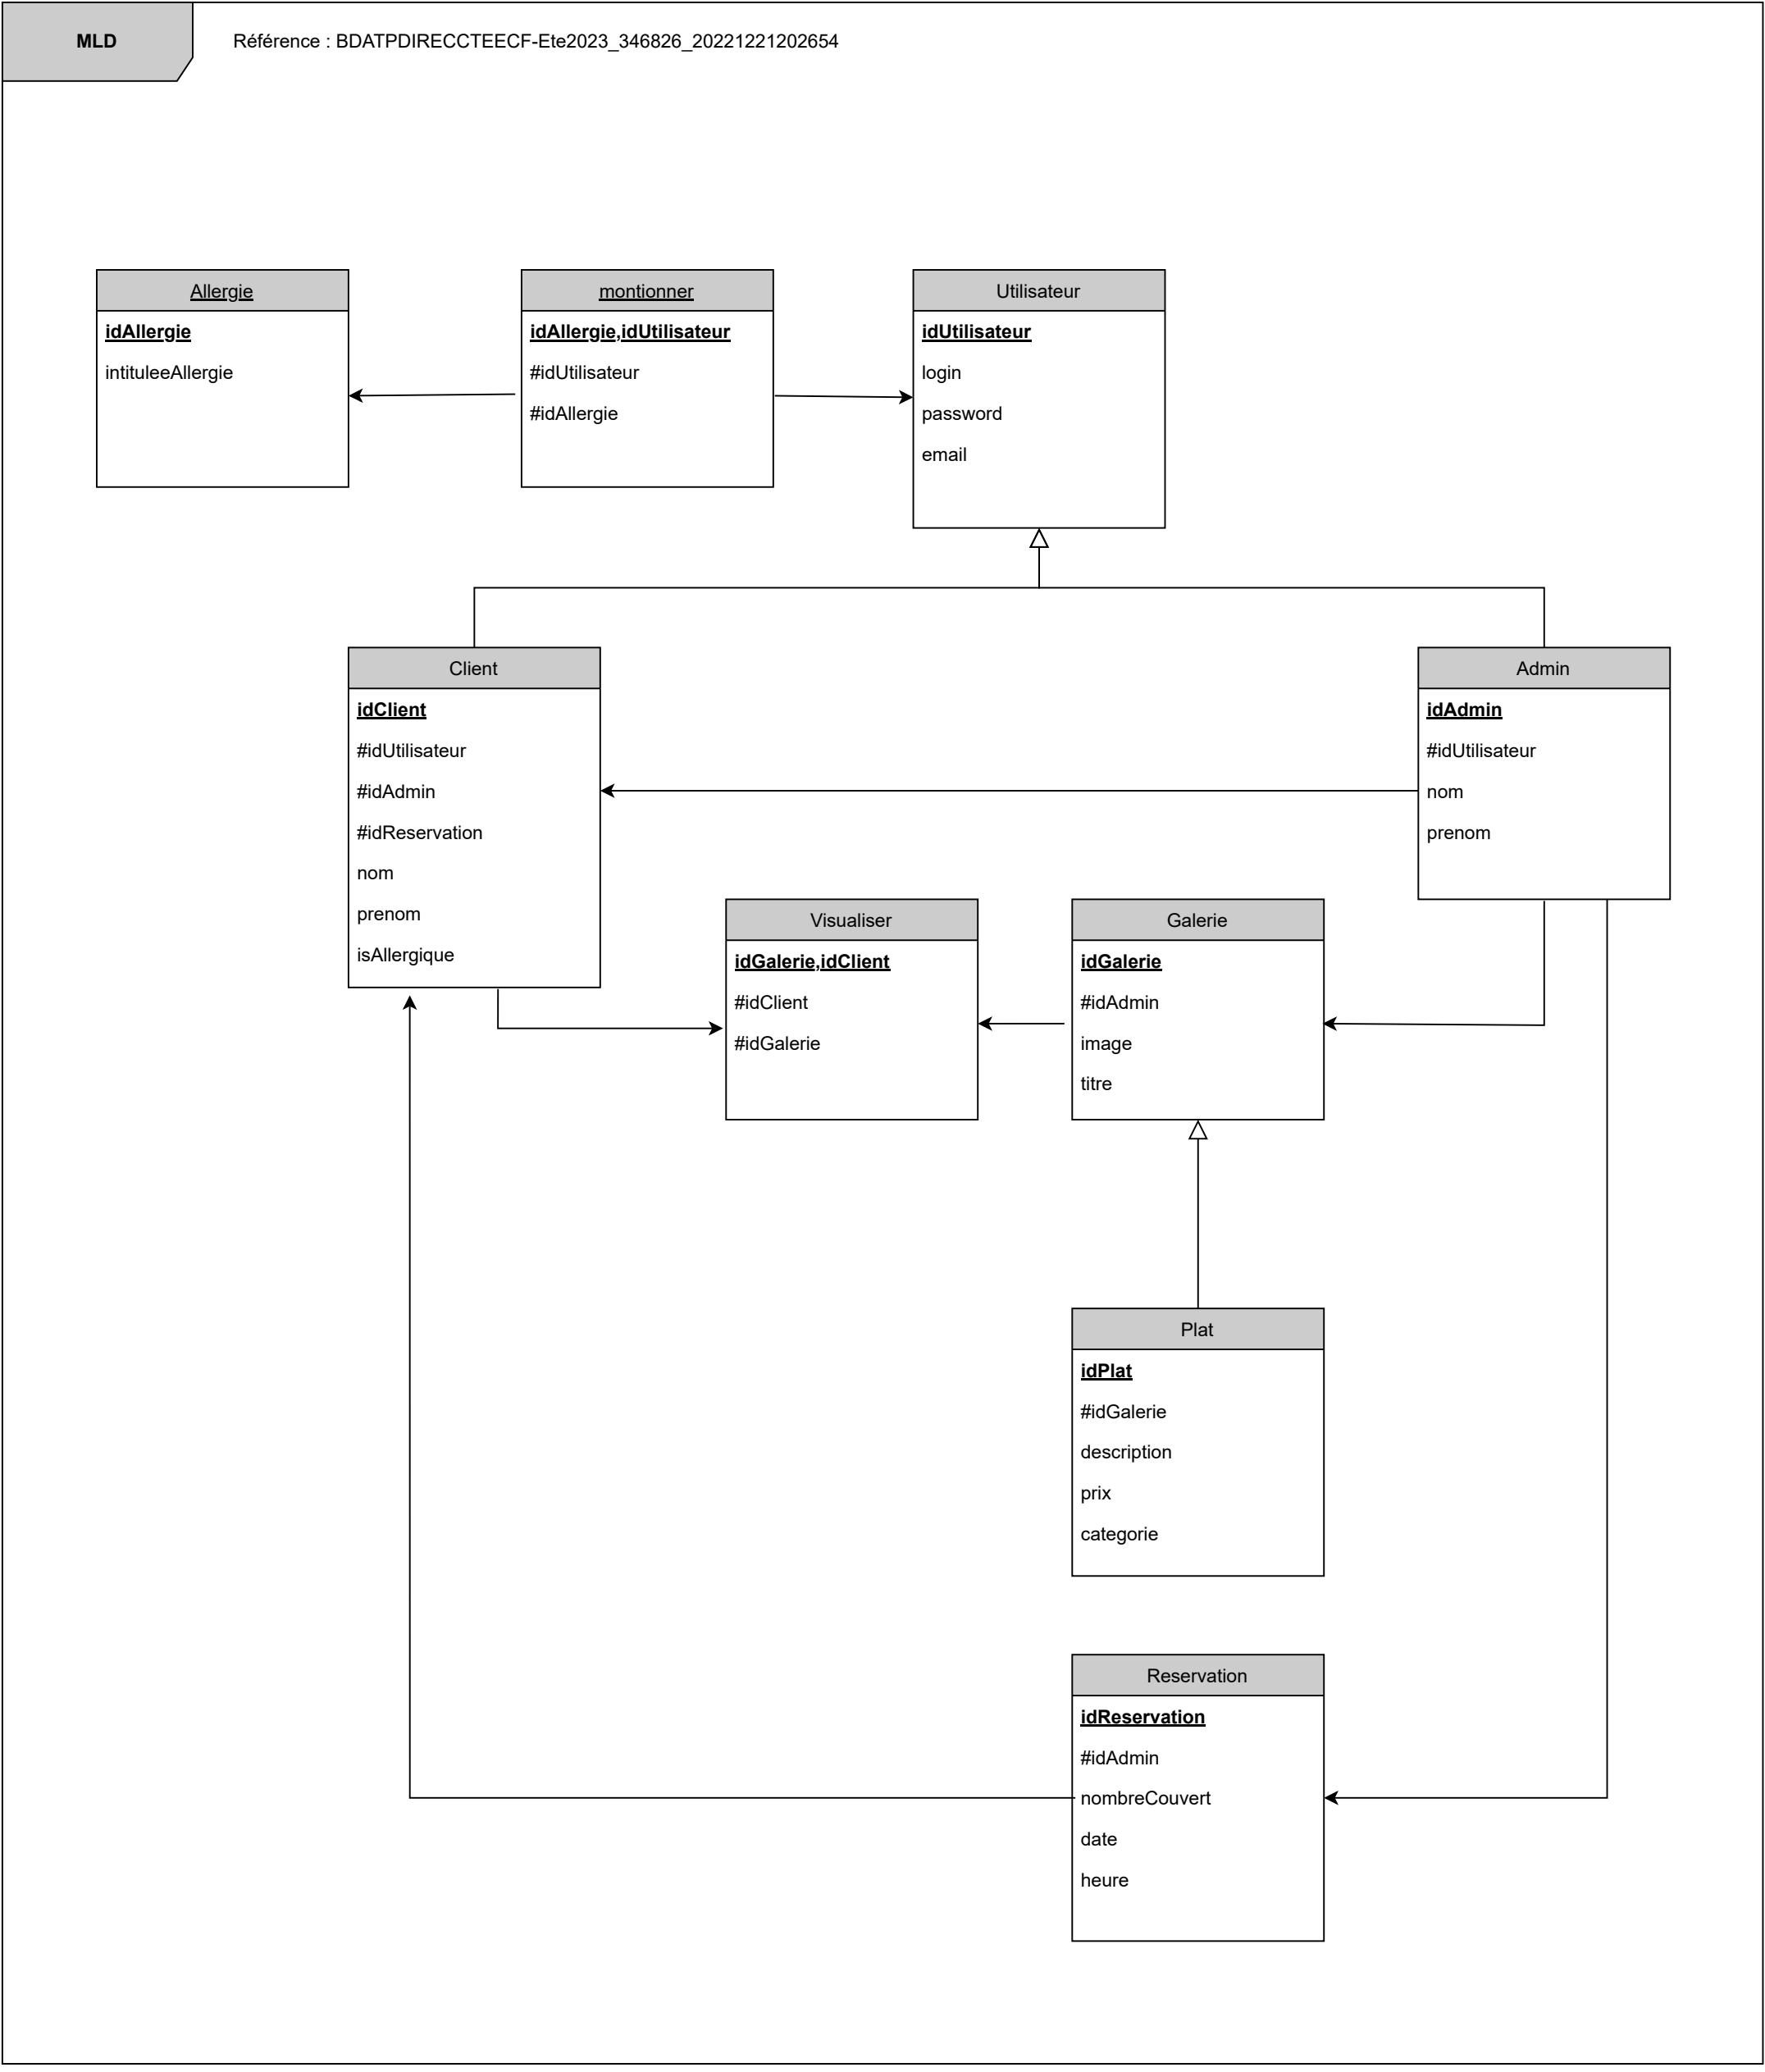 MLD
Référence : BDATPDIRECCTEECF-Ete2023_346826_20221221202654
Allergie
idAllergie
intituleeAllergie
montionner
idAllergie,idUtilisateur
#idUtilisateur
#idAllergie
Utilisateur
idUtilisateur
login
password
email
Client
idClient
#idUtilisateur
#idAdmin
#idReservation
nom
prenom
isAllergique
Admin
idAdmin
#idUtilisateur
nom
prenom
Visualiser
idGalerie,idClient
#idClient
#idGalerie
Galerie
idGalerie
#idAdmin
image
titre
Plat
idPlat
#idGalerie
description
prix
categorie
Reservation
idReservation
#idAdmin
nombreCouvert
date
heure